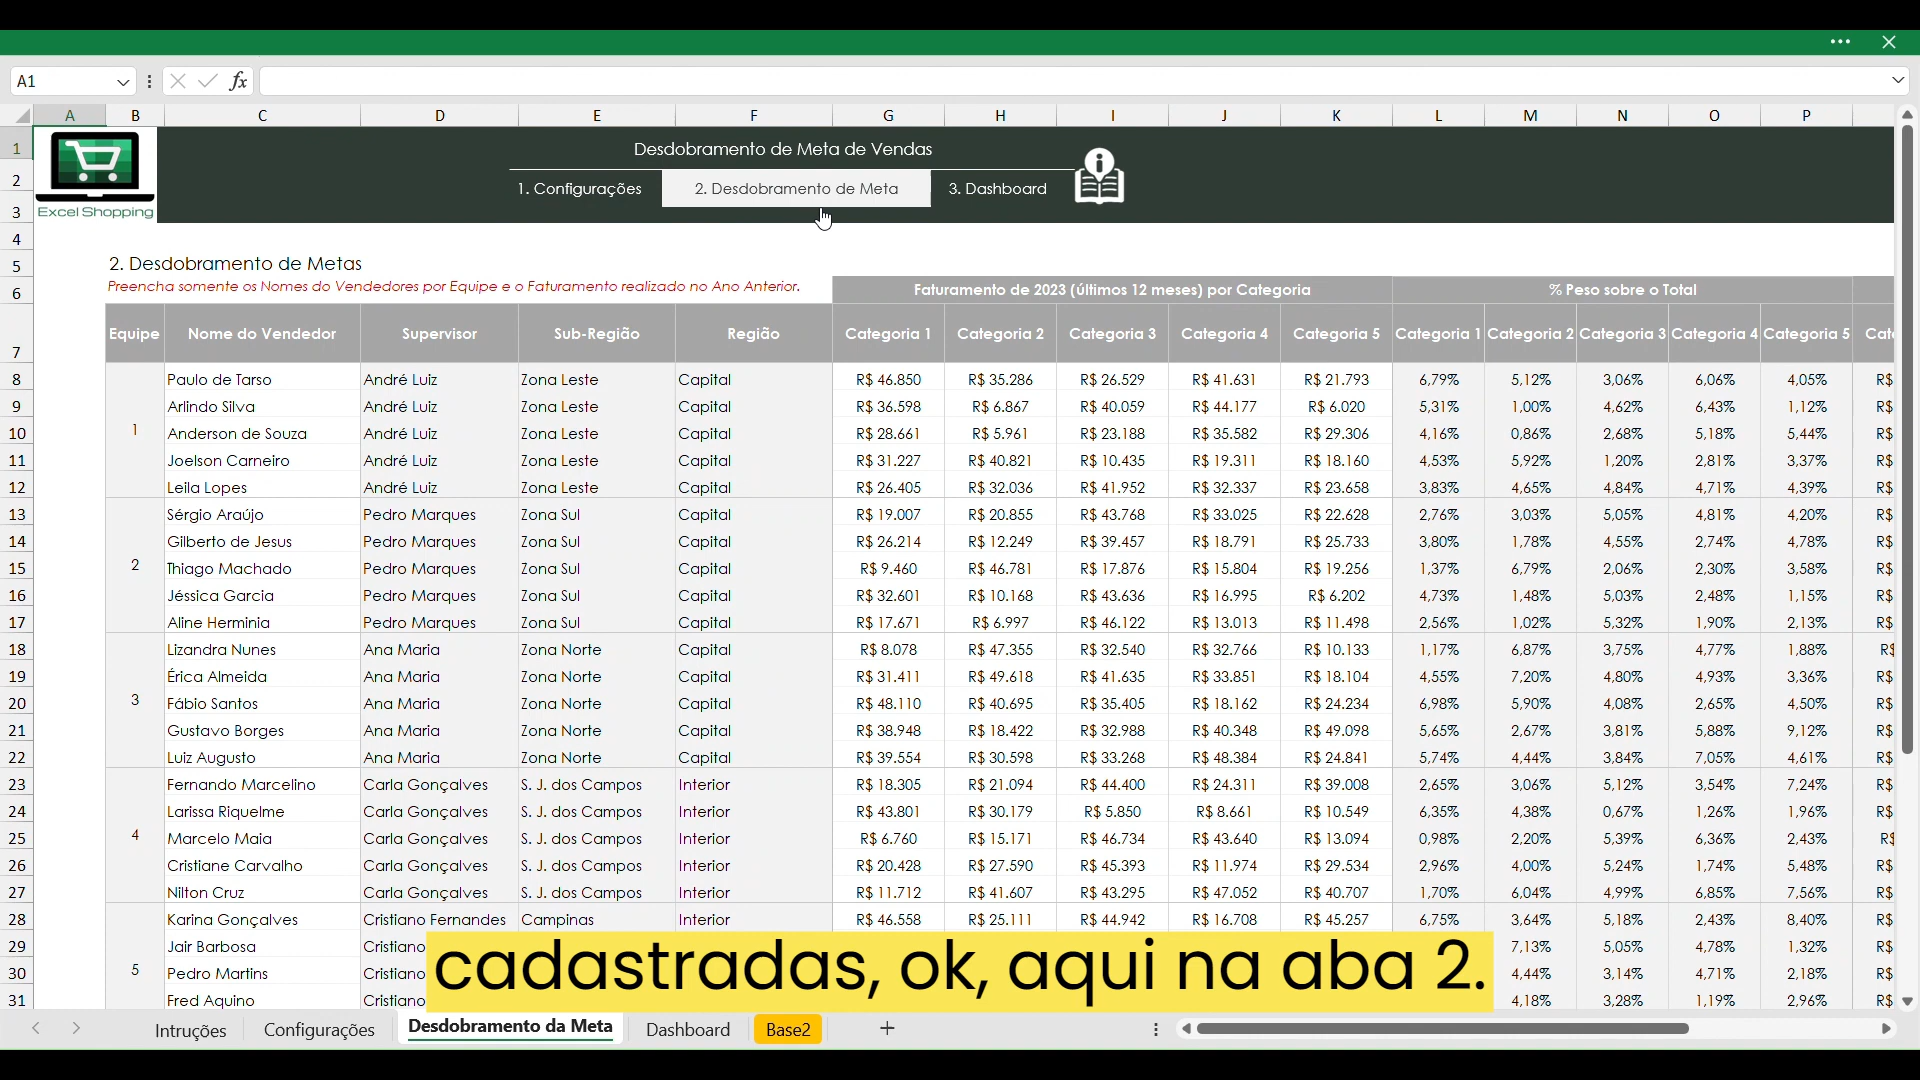 A1
fx
A B C D E F G H I J K L M N O P
Excel Shopping
Desdobramento de Meta de Vendas
1. Configurações 2. Desdobramento de Meta 3. Dashboard
2. Desdobramento de Metas
Preencha somente os Nomes do Vendedores por Equipe e o Faturamento realizado no Ano Anterior.
Faturamento de 2023 (últimos 12 meses) por Categoria % Peso sobre o Total
Equipe Nome do Vendedor Supervisor Sub-Região Região Categoria 1 Categoria 2 Categoria 3 Categoria 4 Categoria 5 Categoria 1 Categoria 2 Categoria 3 Categoria 4 Categoria 5
1
2
3
4
5
6
7
8 Paulo de Tarso André Luiz Zona Leste Capital R$ 46.850 R$ 35.286 R$ 26.529 R$ 41.631 R$ 21.793 6,79% 5,12% 3,06% 6,06% 4,05% R$
9 Arlindo Silva André Luiz Zona Leste Capital R$ 36.598 R$ 6.867 R$ 40.059 R$ 44.177 R$ 6.020 5,31% 1,00% 4,62% 6,43% 1,12% R$
10 1 Anderson de Souza André Luiz Zona Leste Capital R$ 28.661 R$ 5.961 R$ 23.188 R$ 35.582 R$ 29.306 4,16% 0,86% 2,68% 5,18% 5,44% R$
11 Joelson Carneiro André Luiz Zona Leste Capital R$ 31.227 R$ 40.821 R$ 10.435 R$ 19.311 R$ 18.160 4,53% 5,92% 1,20% 2,81% 3,37% R$
12 Leila Lopes André Luiz Zona Leste Capital R$ 26.405 R$ 32.036 R$ 41.952 R$ 32.337 R$ 23.658 3,83% 4,65% 4,84% 4,71% 4,39% R$
13 Sérgio Araújo Pedro Marques Zona Sul Capital R$ 19.007 R$ 20.855 R$ 43.768 R$ 33.025 R$ 22.628 2,76% 3,03% 5,05% 4,81% 4,20% R$
14 Gilberto de Jesus Pedro Marques Zona Sul Capital R$ 26.214 R$ 12.249 R$ 39.457 R$ 18.791 R$ 25.733 3,80% 1,78% 4,55% 2,74% 4,78% R$
15 2 Thiago Machado Pedro Marques Zona Sul Capital R$ 9.460 R$ 46.781 R$ 17.876 R$ 15.804 R$ 19.256 1,37% 6,79% 2,06% 2,30% 3,58% R$
16 Jéssica Garcia Pedro Marques Zona Sul Capital R$ 32.601 R$ 10.168 R$ 43.636 R$ 16.995 R$ 6.202 4,73% 1,48% 5,03% 2,48% 1,15% R$
17 Aline Herminia Pedro Marques Zona Sul Capital R$ 17.671 R$ 6.997 R$ 46.122 R$ 13.013 R$ 11.498 2,56% 1,02% 5,32% 1,90% 2,13% R$
18 Lizandra Nunes Ana Maria Zona Norte Capital R$ 8.078 R$ 47.355 R$ 32.540 R$ 32.766 R$ 10.133 1,17% 6,87% 3,75% 4,77% 1,88% R$
19 Érica Almeida Ana Maria Zona Norte Capital R$ 31.411 R$ 49.618 R$ 41.635 R$ 33.851 R$ 18.104 4,55% 7,20% 4,80% 4,93% 3,36% R$
20 3 Fábio Santos Ana Maria Zona Norte Capital R$ 48.110 R$ 40.695 R$ 35.405 R$ 18.162 R$ 24.234 6,98% 5,90% 4,08% 2,65% 4,50% R$
21 Gustavo Borges Ana Maria Zona Norte Capital R$ 38.948 R$ 18.422 R$ 32.988 R$ 40.348 R$ 49.098 5,65% 2,67% 3,81% 5,88% 9,12% R$
22 Luiz Augusto Ana Maria Zona Norte Capital R$ 39.554 R$ 30.598 R$ 33.268 R$ 48.384 R$ 24.841 5,74% 4,44% 3,84% 7,05% 4,61% R$
23 Fernando Marcelino Carla Gonçalves S. J. dos Campos Interior R$ 18.305 R$ 21.094 R$ 44.400 R$ 24.311 R$ 39.008 2,65% 3,06% 5,12% 3,54% 7,24% R$
24 Larissa Riquelme Carla Gonçalves S. J. dos Campos Interior R$ 43.801 R$ 30.179 R$ 5.850 R$ 8.661 R$ 10.549 6,35% 4,38% 0,67% 1,26% 1,96% R$
25 4 Marcelo Maia Carla Gonçalves S. J. dos Campos Interior R$ 6.760 R$ 15.171 R$ 46.734 R$ 43.640 R$ 13.094 0,98% 2,20% 5,39% 6,36% 2,43% R$
26 Cristiane Carvalho Carla Gonçalves S. J. dos Campos Interior R$ 20.428 R$ 27.590 R$ 45.393 R$ 11.974 R$ 29.534 2,96% 4,00% 5,24% 1,74% 5,48% R$
27 Nilton Cruz Carla Gonçalves S. J. dos Campos Interior R$ 11.712 R$ 41.607 R$ 43.295 R$ 47.052 R$ 40.707 1,70% 6,04% 4,99% 6,85% 7,56% R$
28 Karina Gonçalves Cristiano Fernandes Campinas Interior R$ 46.558 R$ 25.111 R$ 44.942 R$ 16.708 R$ 45.257 6,75% 3,64% 5,18% 2,43% 8,40% R$
29 Jair Barbosa Cristiano 7,13% 5,05% 4,78% 1,32% R$
30 5 Pedro Martins Cristiano 4,44% 3,14% 4,71% 2,18% R$
31 Fred Aquino Cristiano 4,18% 3,28% 1,19% 2,96% R$
cadastradas, ok, aqui na aba 2.
Intruções Configurações Desdobramento da Meta Dashboard Base2